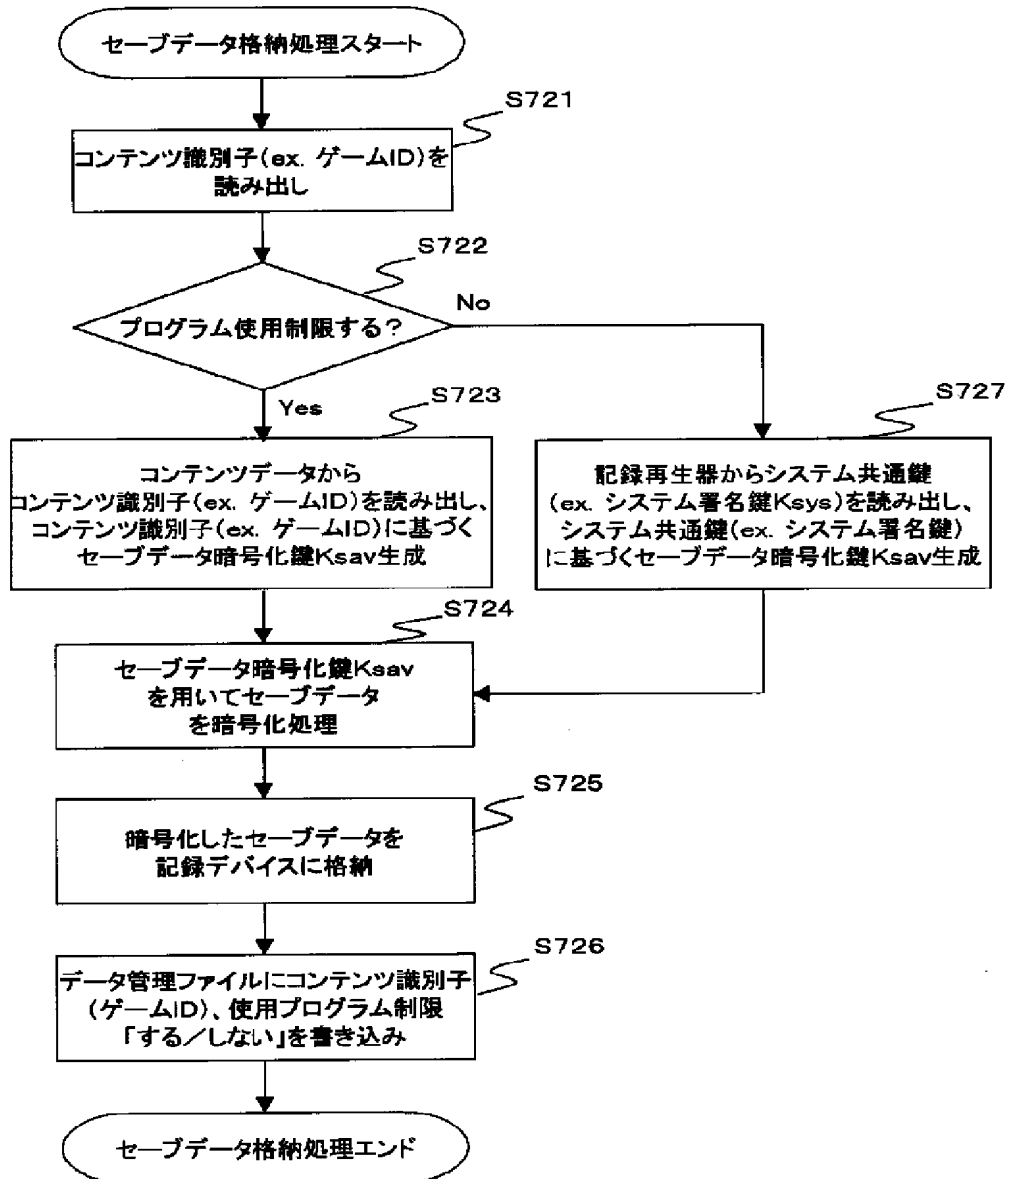 セーブデータ格納処理スタート
S721
コンテンツ識別子(ex. ゲームID)を
読み出し
S722
プログラム使用制限する?
No
Yes
S723
コンテンツデータから
コンテンツ識別子(ex. ゲームID)を読み出し、
コンテンツ識別子(ex. ゲームID)に基づく
セーブデータ暗号化鍵Ksav生成
S727
記録再生器からシステム共通鍵
(ex. システム署名鍵Ksys)を読み出し、
システム共通鍵(ex. システム署名鍵)
に基づくセーブデータ暗号化鍵Ksav生成
S724
セーブデータ暗号化鍵Ksav
を用いてセーブデータ
を暗号化処理
S725
暗号化したセーブデータを
記録デバイスに格納
S726
データ管理ファイルにコンテンツ識別子
(ゲームID)、使用プログラム制限
「する/しない」を書き込み
セーブデータ格納処理エンド